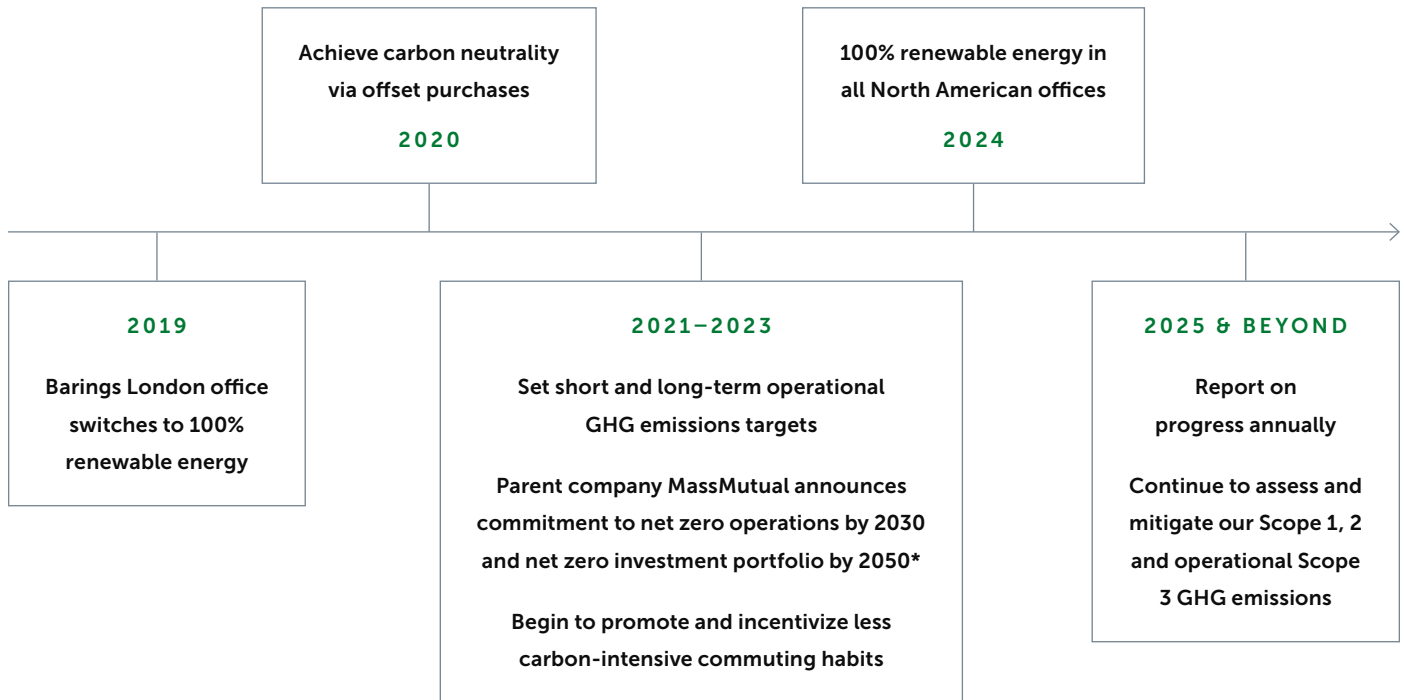 Achieve carbon neutrality
via offset purchases
2020
100% renewable energy in
all North American offices
2024
2019
Barings London office
switches to 100%
renewable energy
2021–2023
Set short and long-term operational
GHG emissions targets
Parent company MassMutual announces
commitment to net zero operations by 2030
and net zero investment portfolio by 2050*
Begin to promote and incentivize less
carbon-intensive commuting habits
2025 & BEYOND
Report on
progress annually
Continue to assess and
mitigate our Scope 1, 2
and operational Scope
3 GHG emissions